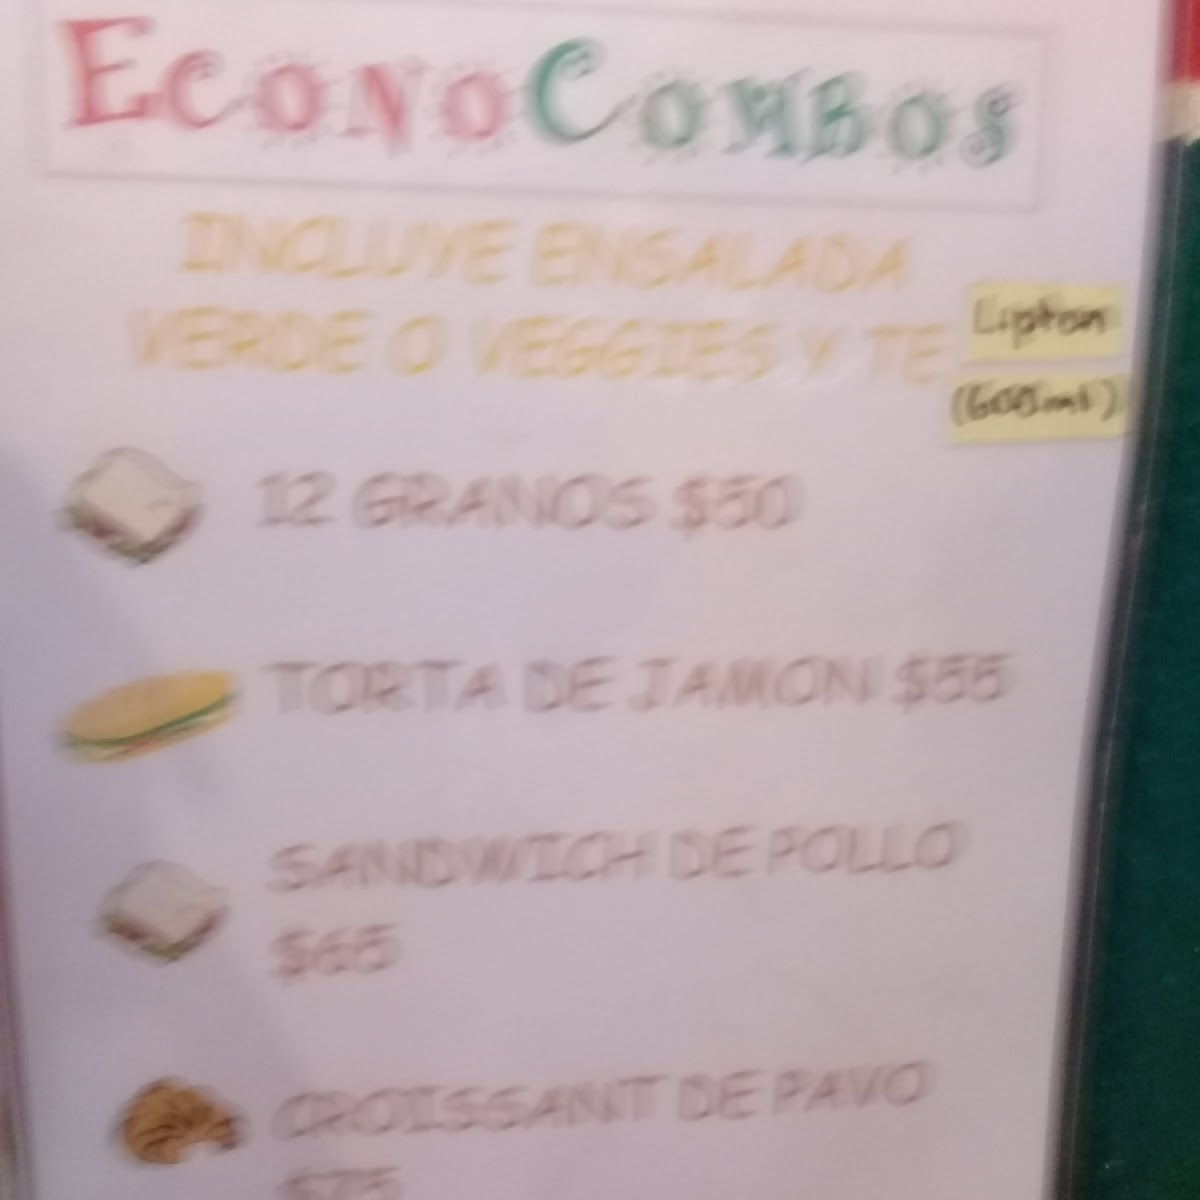 ECONOCOMBOS
INCLUYE ENSALADA
VERDE O VEGGIES Y TE Lipton
(600ml)
12 GRANOS $50
TORTA DE JAMON $55
SANDWICH DE POLLO
$65
CROISSANT DE PAVO
$75